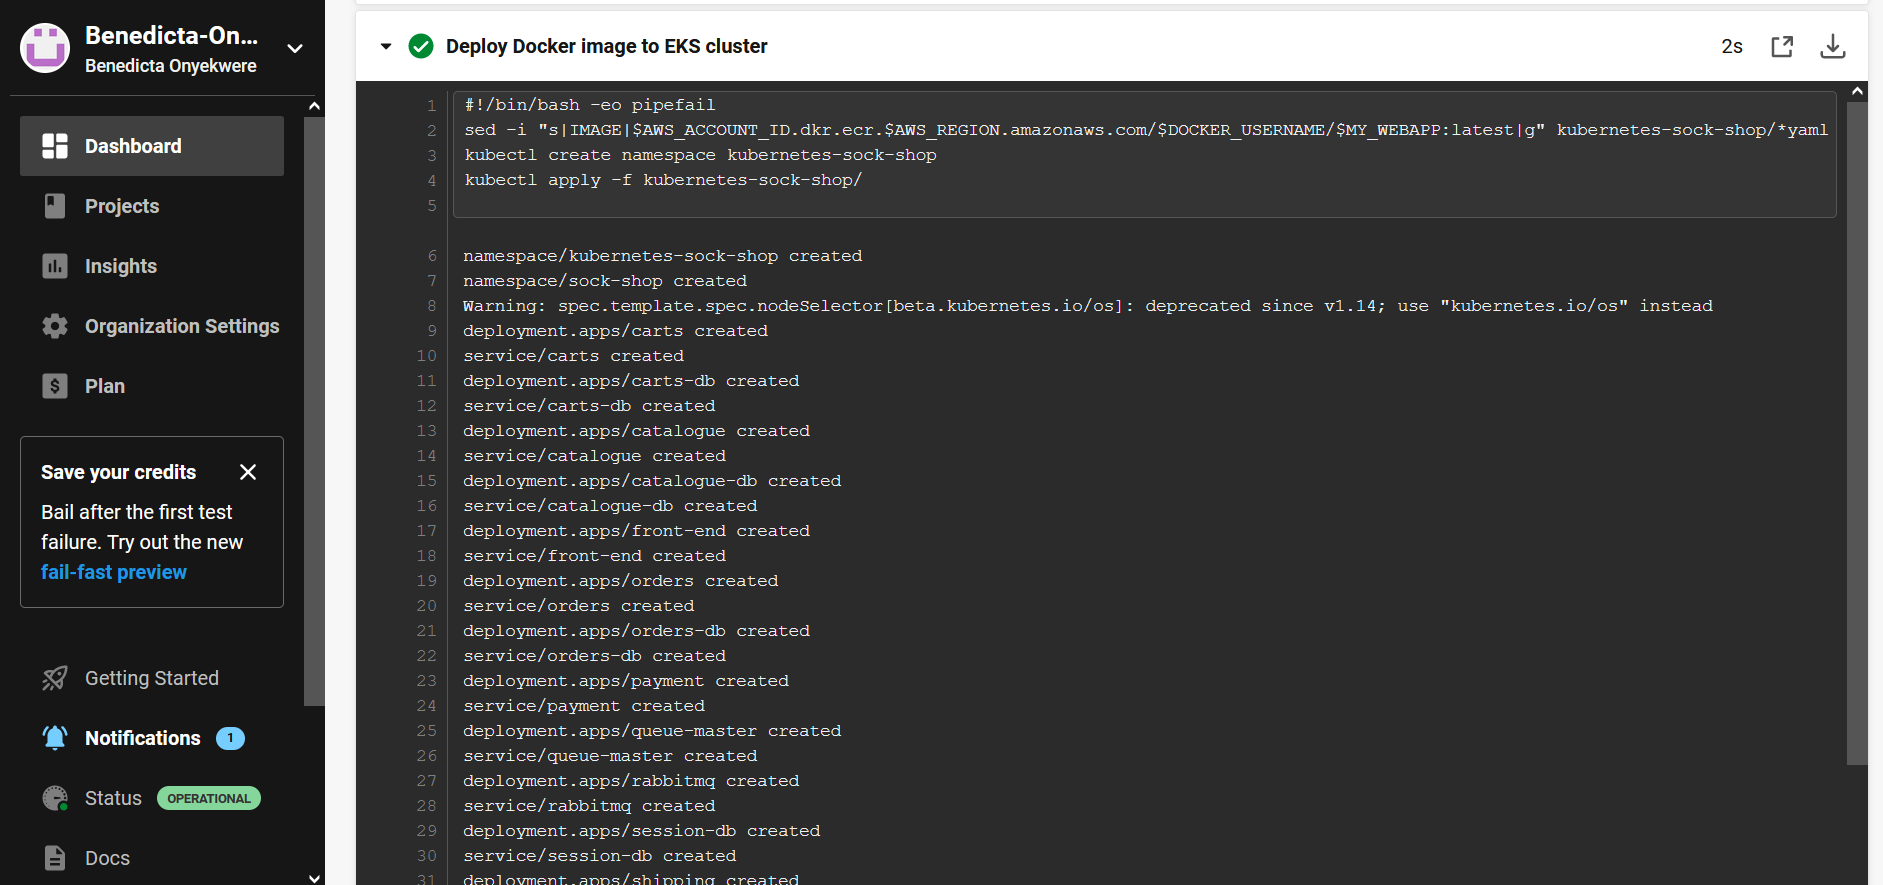 Benedicta-On...
Benedicta Onyekwere
Dashboard
Projects
Insights
Organization Settings
Plan
Save your credits
Bail after the first test
failure. Try out the new
fail-fast preview
Getting Started
Notifications 1
Status OPERATIONAL
Docs
Deploy Docker image to EKS cluster 2s
1 #!/bin/bash -eo pipefail
2 sed -i "s|IMAGE|$AWS_ACCOUNT_ID.dkr.ecr.$AWS_REGION.amazonaws.com/$DOCKER_USERNAME/$MY_WEBAPP:latest|g" kubernetes-sock-shop/*yaml
3 kubectl create namespace kubernetes-sock-shop
4 kubectl apply -f kubernetes-sock-shop/
5
6 namespace/kubernetes-sock-shop created
7 namespace/sock-shop created
8 Warning: spec.template.spec.nodeSelector[beta.kubernetes.io/os]: deprecated since v1.14; use "kubernetes.io/os" instead
9 deployment.apps/carts created
10 service/carts created
11 deployment.apps/carts-db created
12 service/carts-db created
13 deployment.apps/catalogue created
14 service/catalogue created
15 deployment.apps/catalogue-db created
16 service/catalogue-db created
17 deployment.apps/front-end created
18 service/front-end created
19 deployment.apps/orders created
20 service/orders created
21 deployment.apps/orders-db created
22 service/orders-db created
23 deployment.apps/payment created
24 service/payment created
25 deployment.apps/queue-master created
26 service/queue-master created
27 deployment.apps/rabbitmq created
28 service/rabbitmq created
29 deployment.apps/session-db created
30 service/session-db created
31 deployment.apps/shipping created